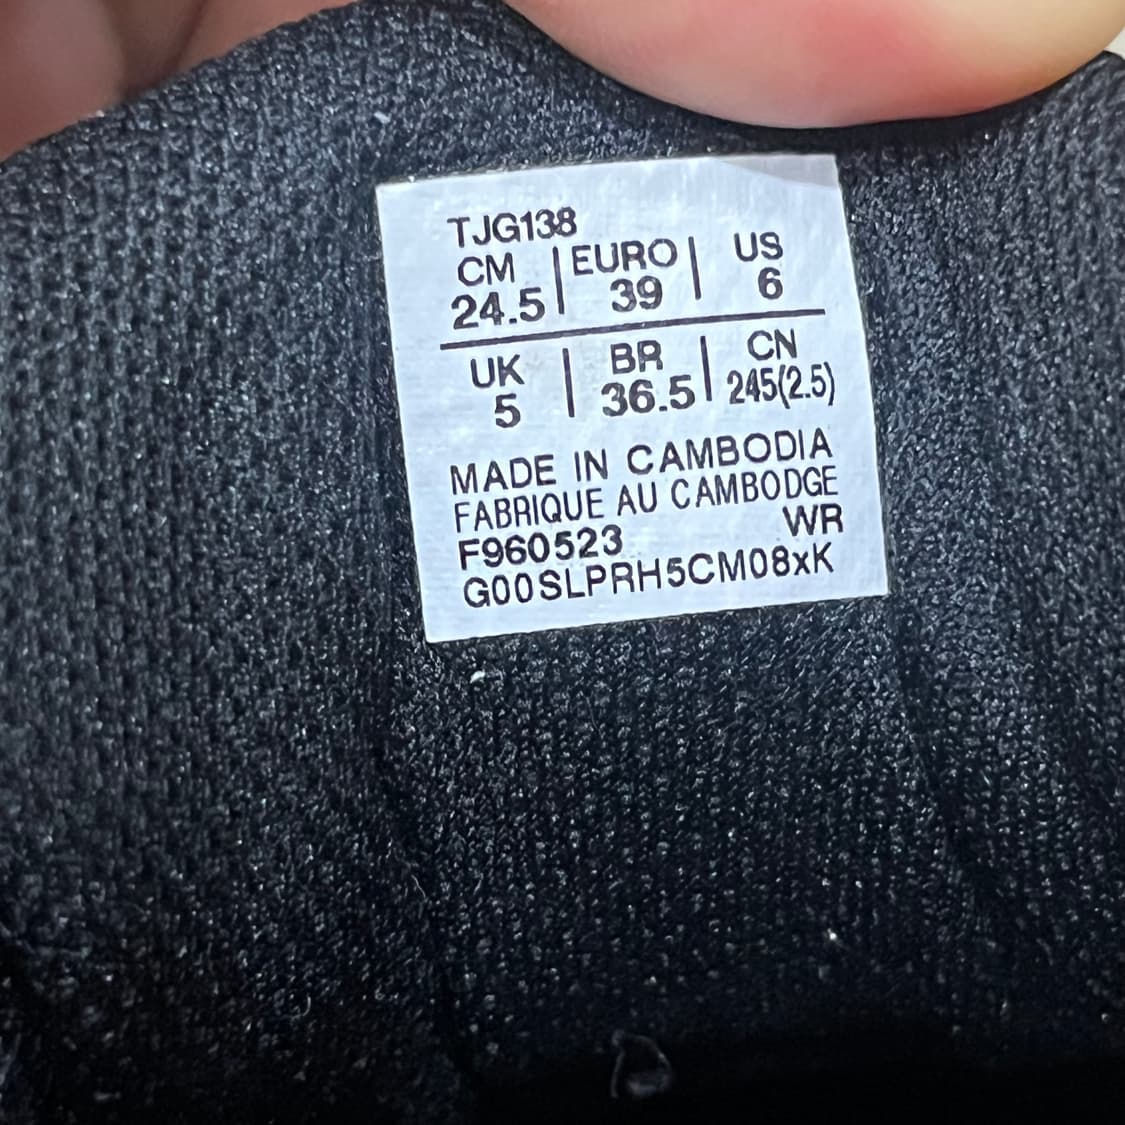 TJG138
CM | EURO | US
24.5 | 39 | 6
UK | BR | CN
5 | 36.5 | 245(2.5)
MADE IN CAMBODIA
FABRIQUE AU CAMBODGE
WR
F960523
G00SLPRH5CM08xK